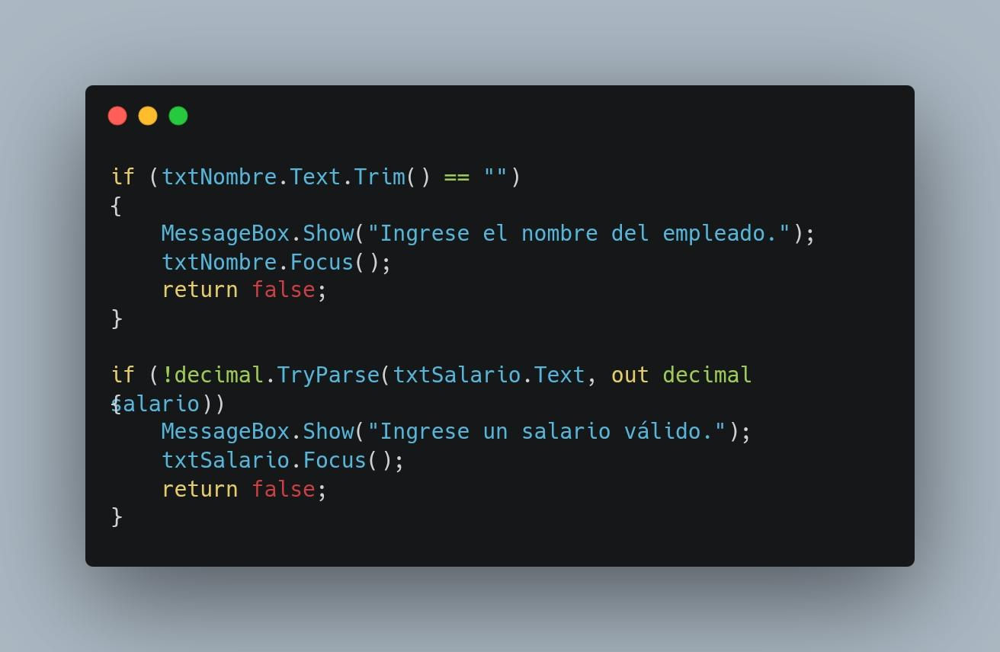 if (txtNombre.Text.Trim() == "")
{
    MessageBox.Show("Ingrese el nombre del empleado.");
    txtNombre.Focus();
    return false;
}

if (!decimal.TryParse(txtSalario.Text, out decimal
salario))
{
    MessageBox.Show("Ingrese un salario válido.");
    txtSalario.Focus();
    return false;
}